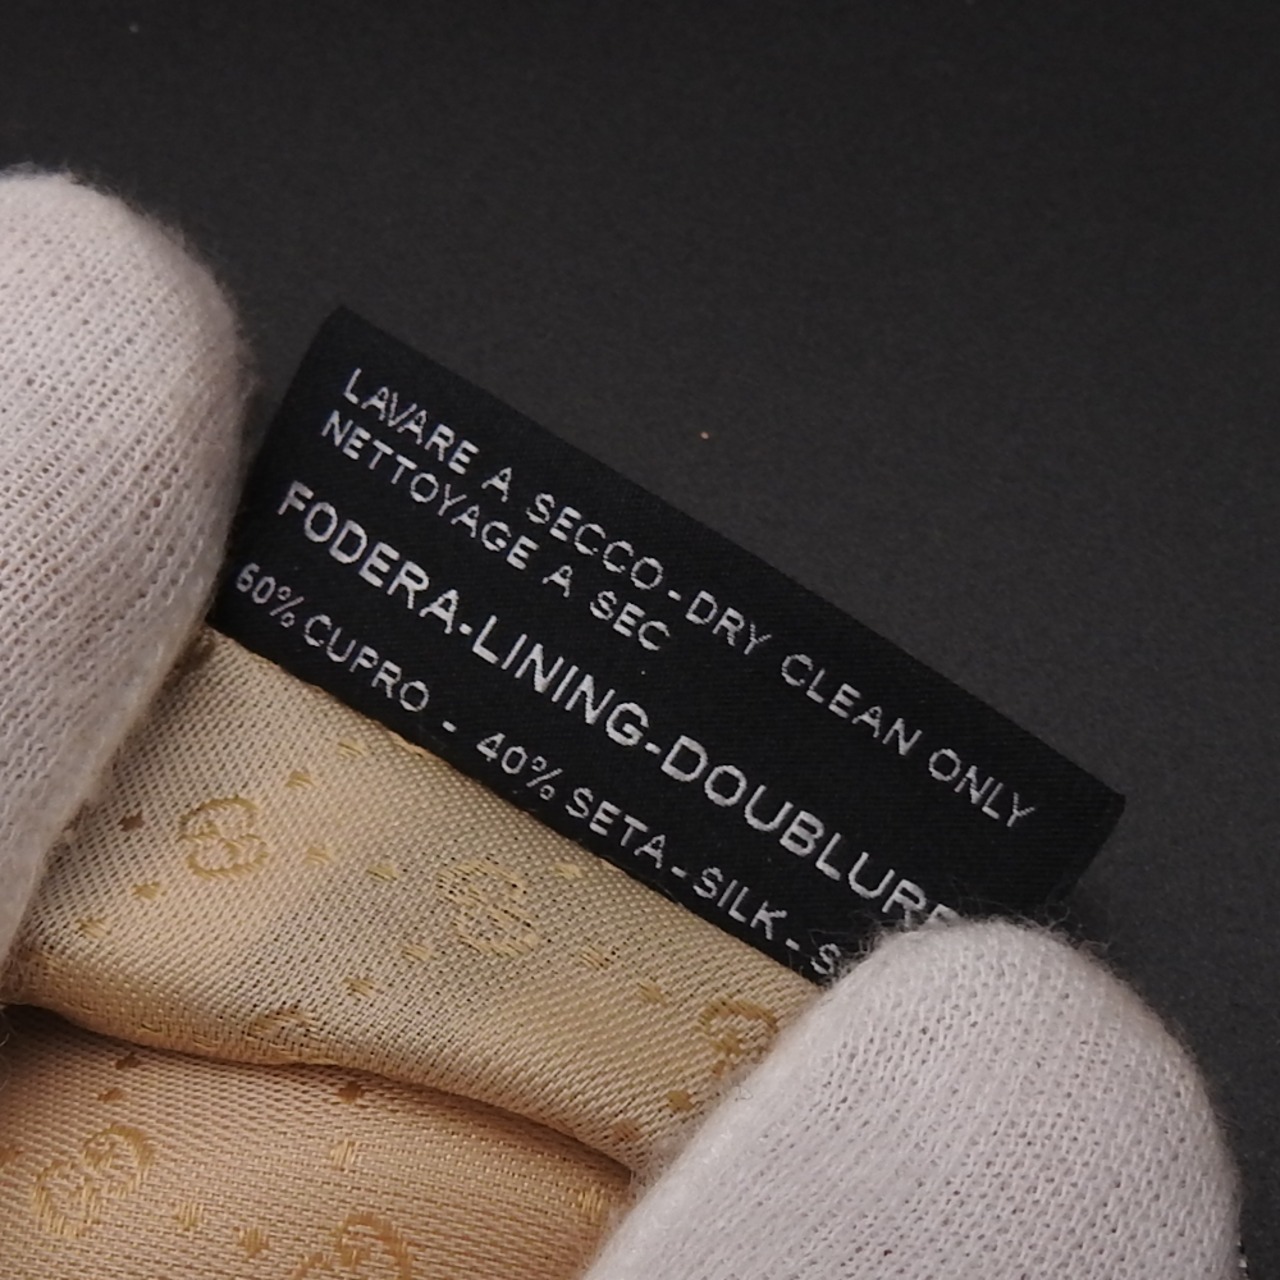 LAVARE A SECCO-DRY CLEAN ONLY
NETTOYAGE A SEC
FODERA-LINING-DOUBLURE
60% CUPRO - 40% SETA-SILK-S